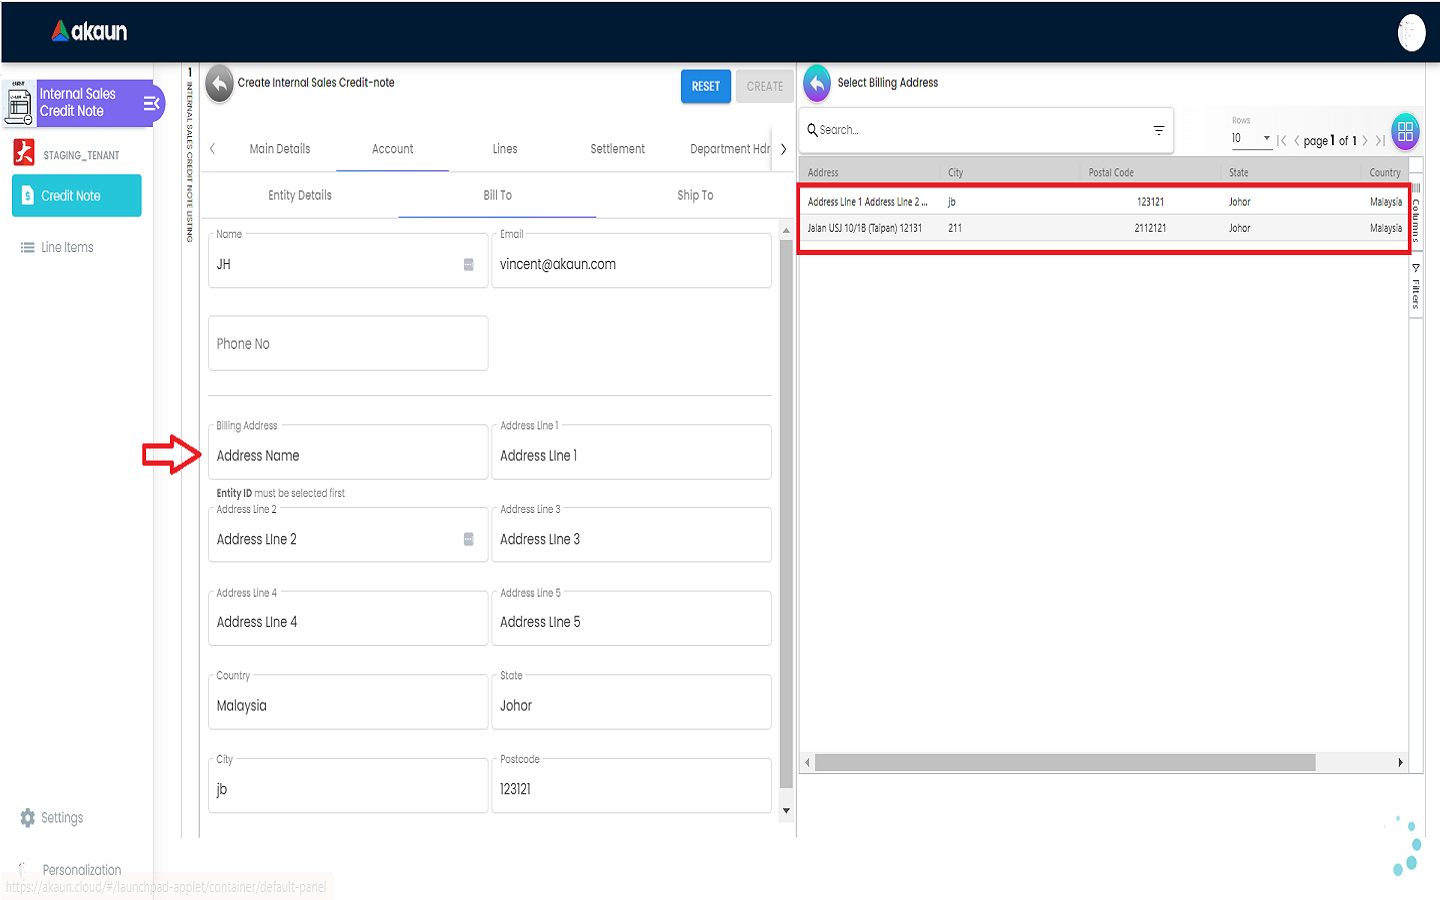 akaun
Internal Sales
Credit Note
STAGING_TENANT
Credit Note
Line Items
Settings
Personalization
https://akaun.cloud/#/launchpad-applet/container/default-panel
1 INTERNAL SALES CREDIT NOTE LISTING
Create Internal Sales Credit-note
RESET CREATE
Main Details Account Lines Settlement Department Hdr
Entity Details Bill To Ship To
Name Email
JH vincent@akaun.com
Phone No
Billing Address Address Line 1
Address Name Address LIne 1
Entity ID must be selected first
Address Line 2 Address Line 3
Address LIne 2 Address LIne 3
Address Line 4 Address Line 5
Address LIne 4 Address LIne 5
Country State
Malaysia Johor
City Postcode
jb 123121
Select Billing Address
Search...
Rows
10 page 1 of 1
Address City Postal Code State Country
Address LIne 1 Address LIne 2 ... jb 123121 Johor Malaysia
Jalan USJ 10/1B (Taipan) 12131 211 2112121 Johor Malaysia
Columns
Filters